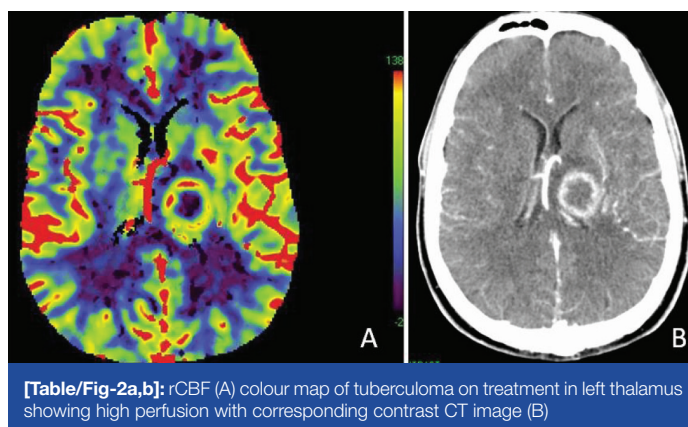 138
-2
A
B
[Table/Fig-2a,b]: rCBF (A) colour map of tuberculoma on treatment in left thalamus
showing high perfusion with corresponding contrast CT image (B)